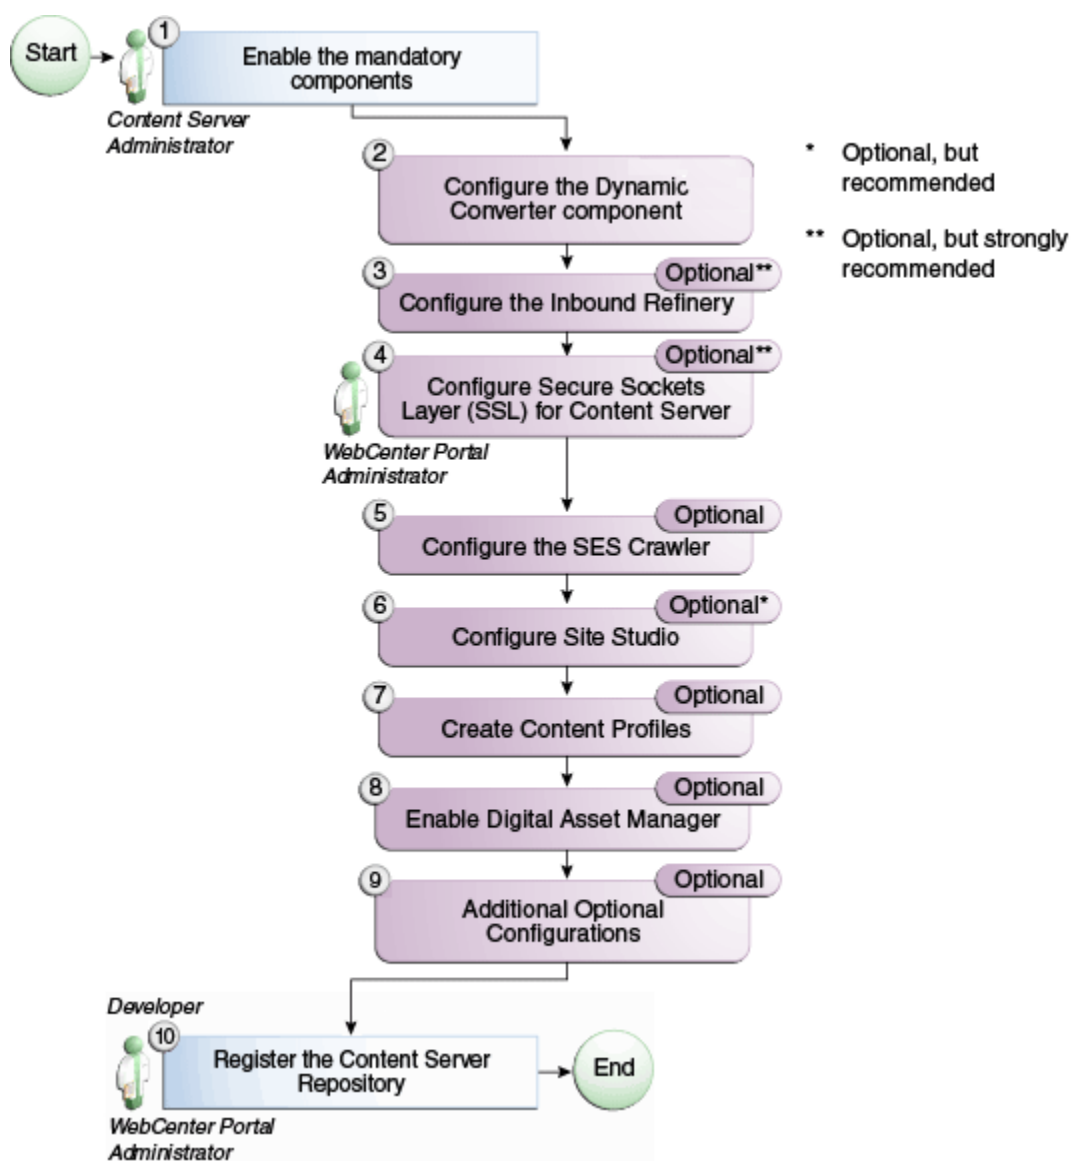 Start
1
Enable the mandatory
components
Content Server
Administrator
* Optional, but
recommended
** Optional, but strongly
recommended
2
Configure the Dynamic
Converter component
3
Optional**
Configure the Inbound Refinery
4
Optional**
Configure Secure Sockets
Layer (SSL) for Content Server
WebCenter Portal
Administrator
5
Optional
Configure the SES Crawler
6
Optional*
Configure Site Studio
7
Optional
Create Content Profiles
8
Optional
Enable Digital Asset Manager
9
Optional
Additional Optional
Configurations
Developer
10
Register the Content Server
Repository
End
WebCenter Portal
Administrator